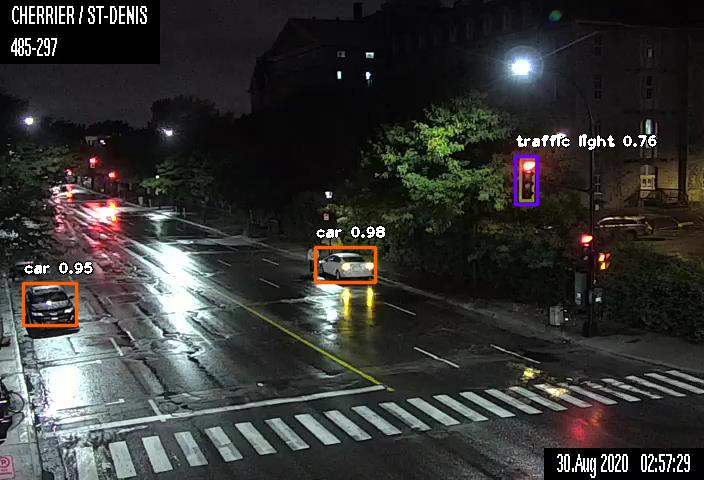 CHERRIER / ST-DENIS
485-297
traffic light 0.76
car 0.98
car 0.95
30.Aug 2020 02:57:29